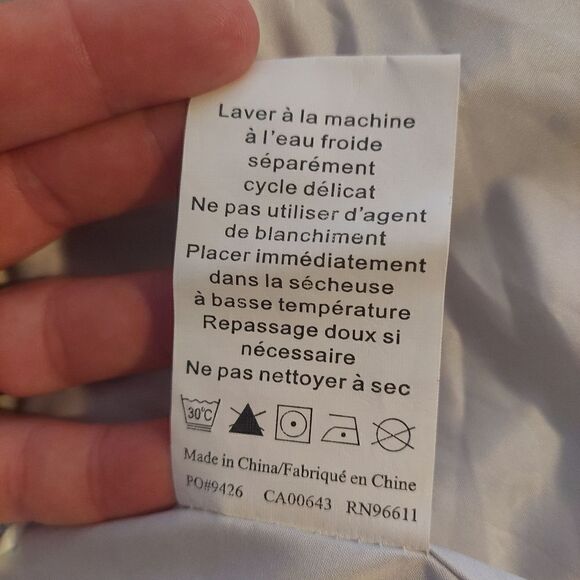 Laver à la machine
à l'eau froide
séparément
cycle délicat
Ne pas utiliser d'agent
de blanchiment
Placer immédiatement
dans la sécheuse
à basse température
Repassage doux si
nécessaire
Ne pas nettoyer à sec
30°C
Made in China/Fabriqué en Chine
PO#9426 CA00643 RN96611